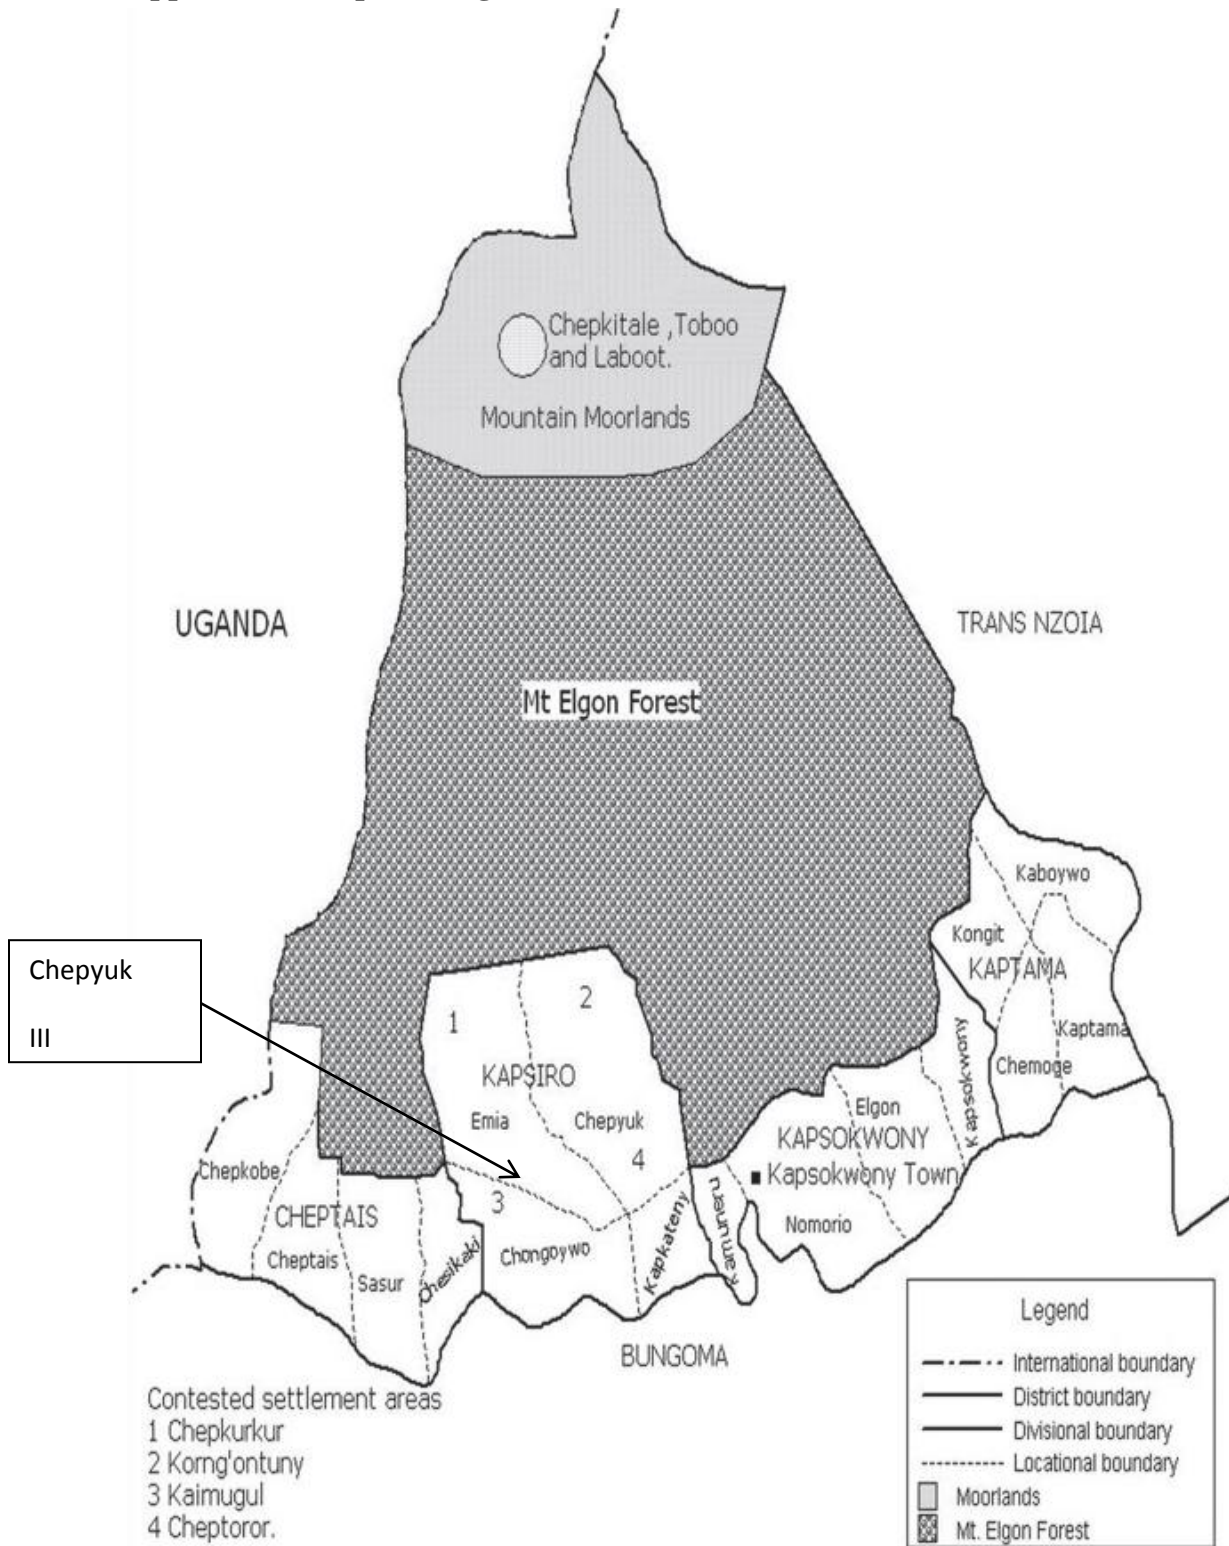 Chepkitale ,Toboo
and Laboot.
Mountain Moorlands
UGANDA
TRANS NZOIA
Mt Elgon Forest
Kaboywo
Kongit
KAPTAMA
Kaptama
Chemoge
Chepyuk
III
1
2
KAPSIRO
Emia
Chepyuk
4
3
Chongoywo
Kapkateny
Kamuneru
Kapsokwony
Elgon
KAPSOKWONY
Kapsokwony Town
Nomorio
Chepkobe
CHEPTAIS
Cheptais
Sasur
Chesikaki
BUNGOMA
Contested settlement areas
1 Chepkurkur
2 Korng'ontuny
3 Kaimugul
4 Cheptoror.
Legend
International boundary
District boundary
Divisional boundary
Locational boundary
Moorlands
Mt. Elgon Forest